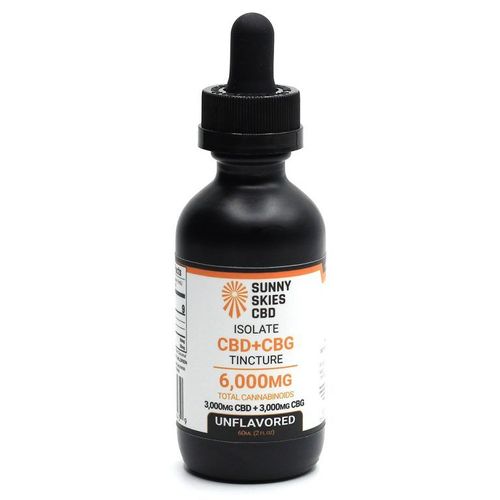 SUNNY
SKIES
CBD
ISOLATE
CBD+CBG
TINCTURE
6,000MG
TOTAL CANNABINOIDS
3,000MG CBD + 3,000MG CBG
UNFLAVORED
60ML (2 FL OZ)